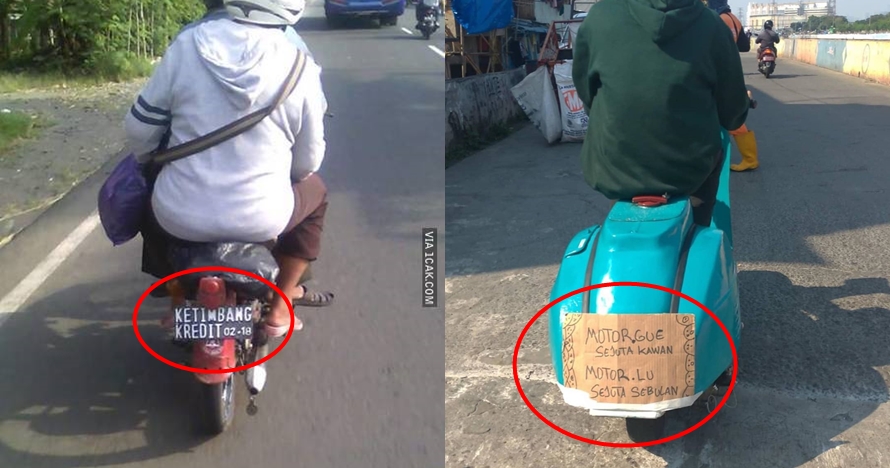 KETIMBANG
KREDIT 02-18
VIA 1CAK.COM
MOTOR GUE
SEJUTA KAWAN
MOTOR.LU
SEJUTA SEBULAN